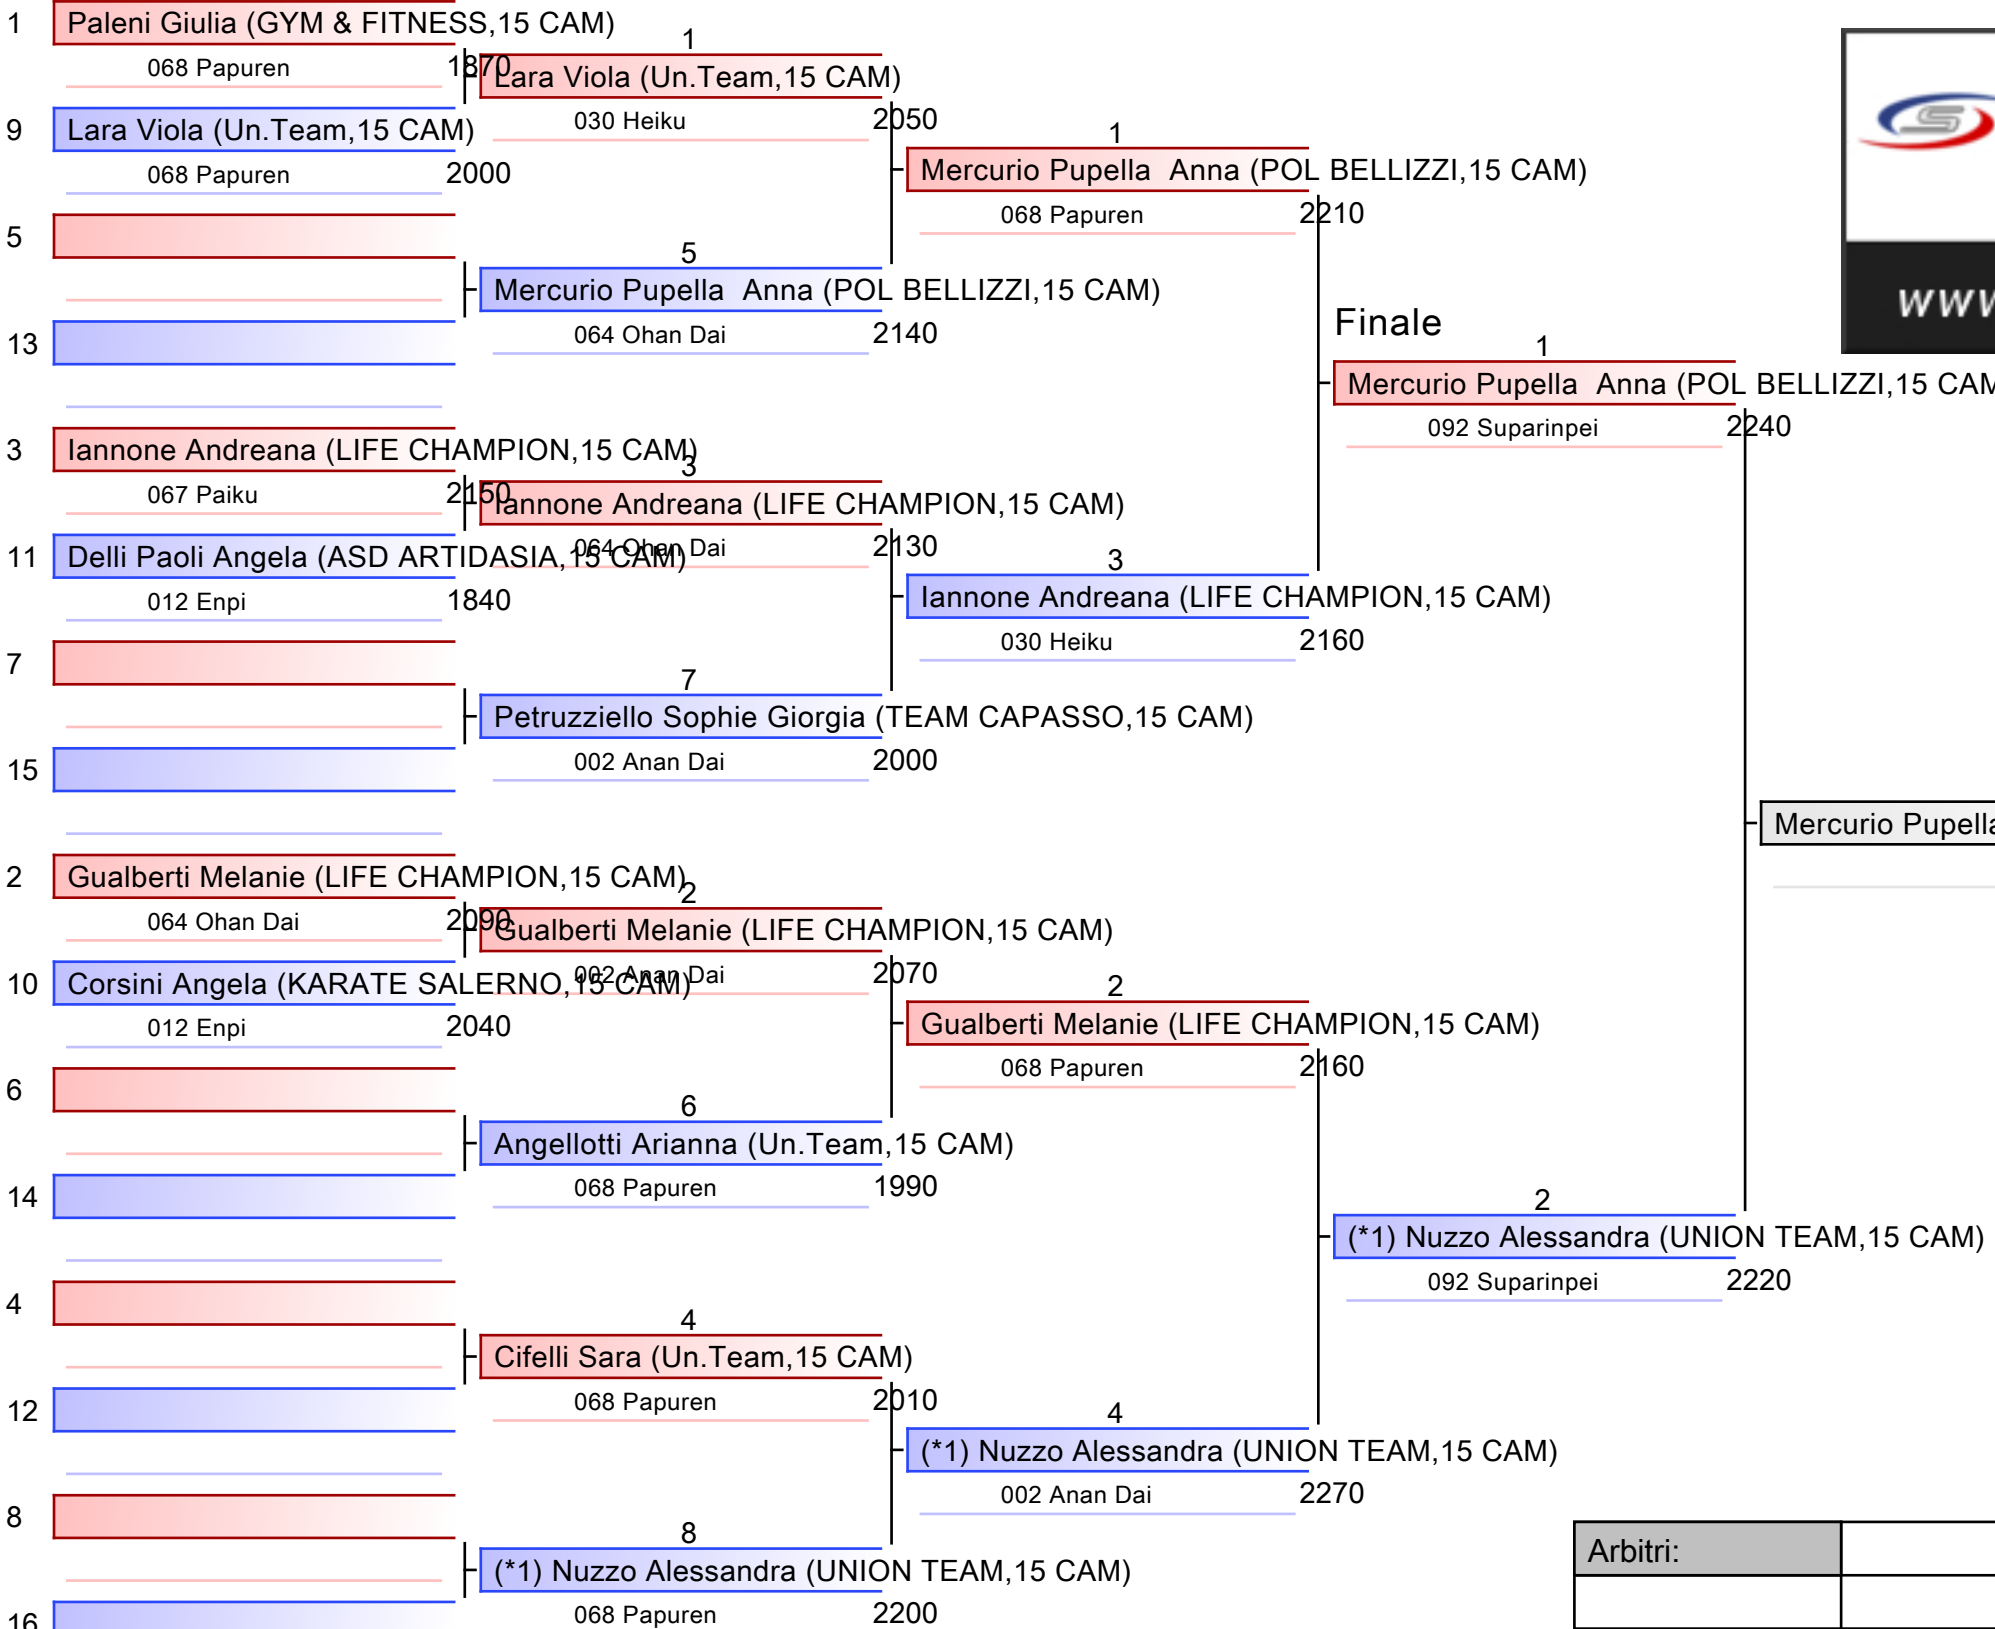 1 Paleni Giulia (GYM & FITNESS,15 CAM)
068 Papuren 1870
9 Lara Viola (Un.Team,15 CAM)
068 Papuren 2000
5
13
3 Iannone Andreana (LIFE CHAMPION,15 CAM)
067 Paiku 2150
11 Delli Paoli Angela (ASD ARTIDASIA,15 CAM)
012 Enpi 1840
7
15
2 Gualberti Melanie (LIFE CHAMPION,15 CAM)
064 Ohan Dai 2090
10 Corsini Angela (KARATE SALERNO,15 CAM)
012 Enpi 2040
6
14
4
12
8
16
1
Lara Viola (Un.Team,15 CAM)
030 Heiku 2050
5
Mercurio Pupella  Anna (POL BELLIZZI,15 CAM)
064 Ohan Dai 2140
3
Iannone Andreana (LIFE CHAMPION,15 CAM)
064 Ohan Dai 2130
7
Petruzziello Sophie Giorgia (TEAM CAPASSO,15 CAM)
002 Anan Dai 2000
2
Gualberti Melanie (LIFE CHAMPION,15 CAM)
002 Anan Dai 2070
6
Angellotti Arianna (Un.Team,15 CAM)
068 Papuren 1990
4
Cifelli Sara (Un.Team,15 CAM)
068 Papuren 2010
8
(*1) Nuzzo Alessandra (UNION TEAM,15 CAM)
068 Papuren 2200
1
Mercurio Pupella  Anna (POL BELLIZZI,15 CAM)
068 Papuren 2210
3
Iannone Andreana (LIFE CHAMPION,15 CAM)
030 Heiku 2160
2
Gualberti Melanie (LIFE CHAMPION,15 CAM)
068 Papuren 2160
4
(*1) Nuzzo Alessandra (UNION TEAM,15 CAM)
002 Anan Dai 2270
Finale
1
Mercurio Pupella  Anna (POL BELLIZZI,15 CAM
092 Suparinpei 2240
2
(*1) Nuzzo Alessandra (UNION TEAM,15 CAM)
092 Suparinpei 2220
Mercurio Pupella
S
www
Arbitri: